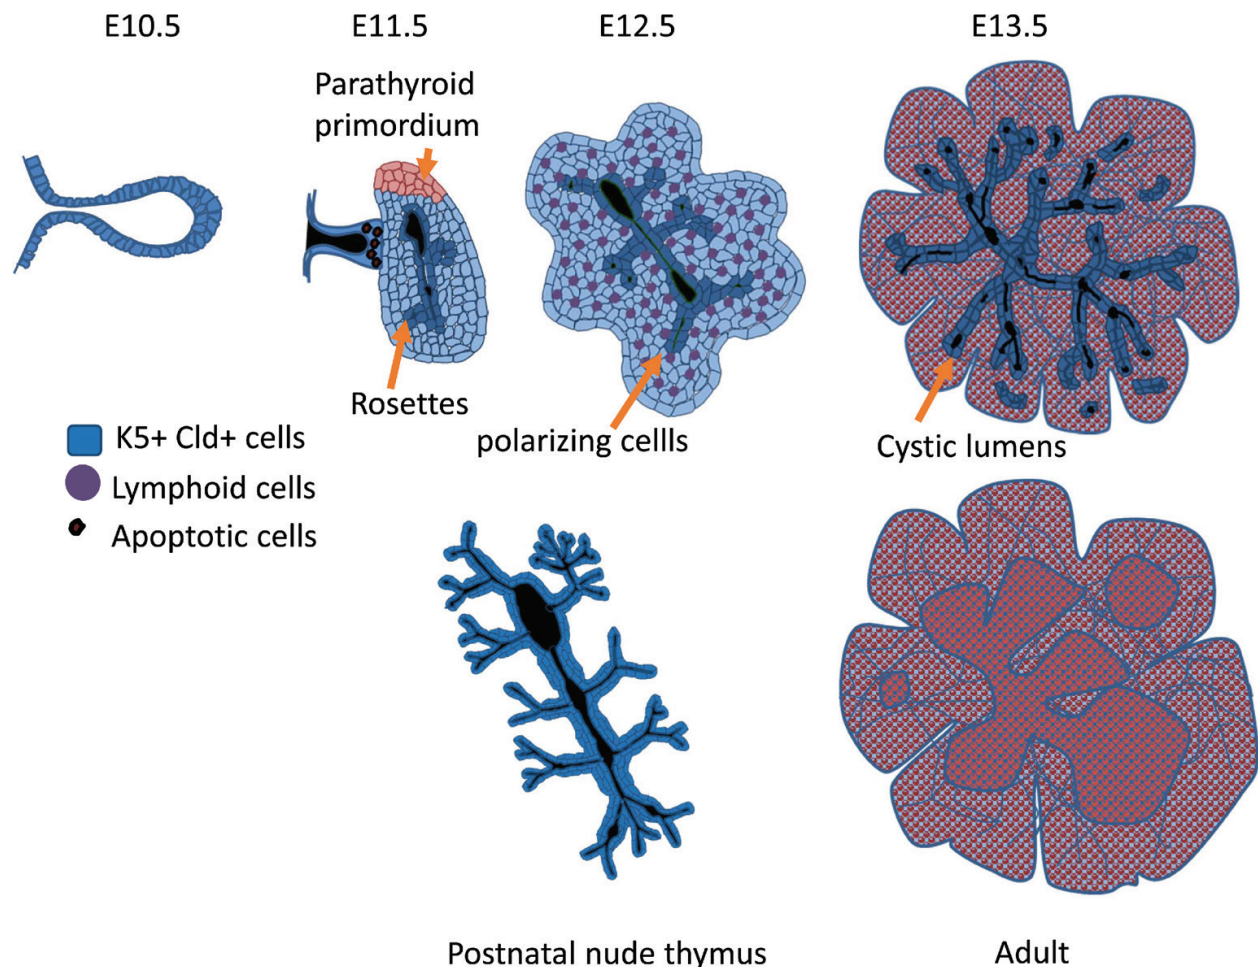 E10.5
E11.5
E12.5
E13.5
Parathyroid
primordium
Rosettes
polarizing cellls
Cystic lumens
K5+ Cld+ cells
Lymphoid cells
Apoptotic cells
Postnatal nude thymus
Adult